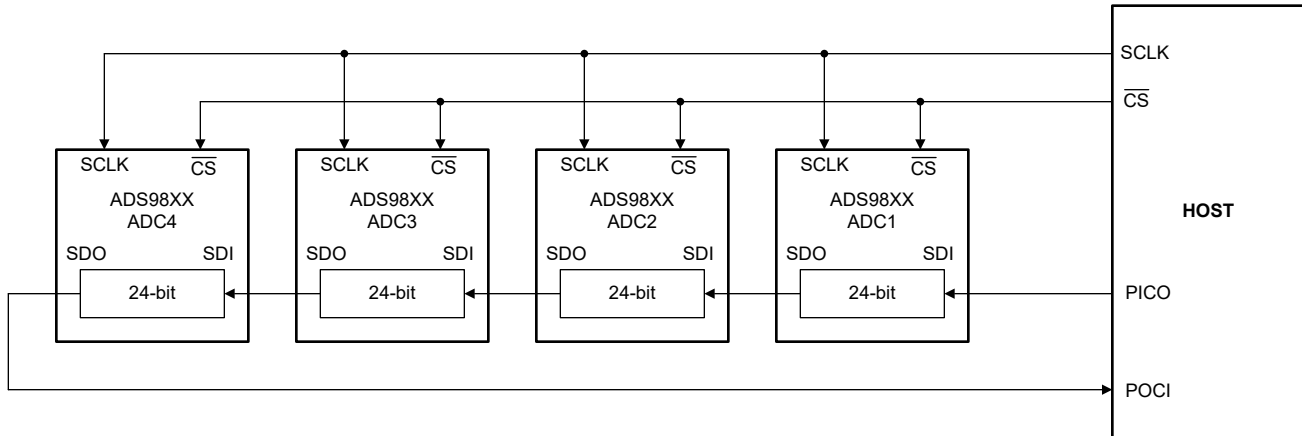 SCLK
CS
SCLK CS
ADS98XX
ADC4
SDO SDI
24-bit
SCLK CS
ADS98XX
ADC3
SDO SDI
24-bit
SCLK CS
ADS98XX
ADC2
SDO SDI
24-bit
SCLK CS
ADS98XX
ADC1
SDO SDI
24-bit
HOST
PICO
POCI